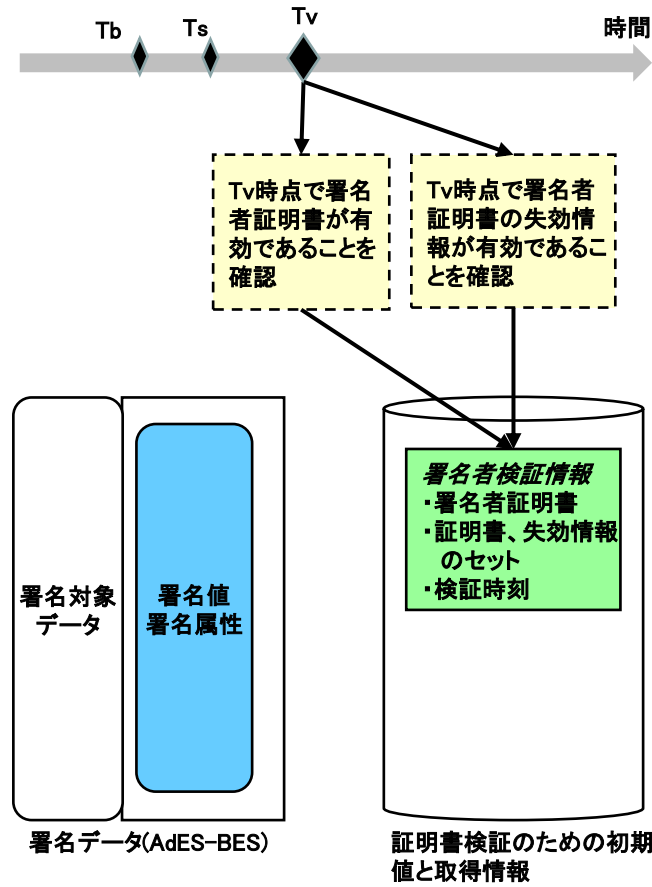 Tb
Ts
Tv
時間
Tv時点で署名
者証明書が有
効であることを
確認
Tv時点で署名者
証明書の失効情
報が有効であるこ
とを確認
署名者検証情報
・署名者証明書
・証明書、失効情報
のセット
・検証時刻
署名対象
データ
署名値
署名属性
署名データ(AdES-BES)
証明書検証のための初期
値と取得情報